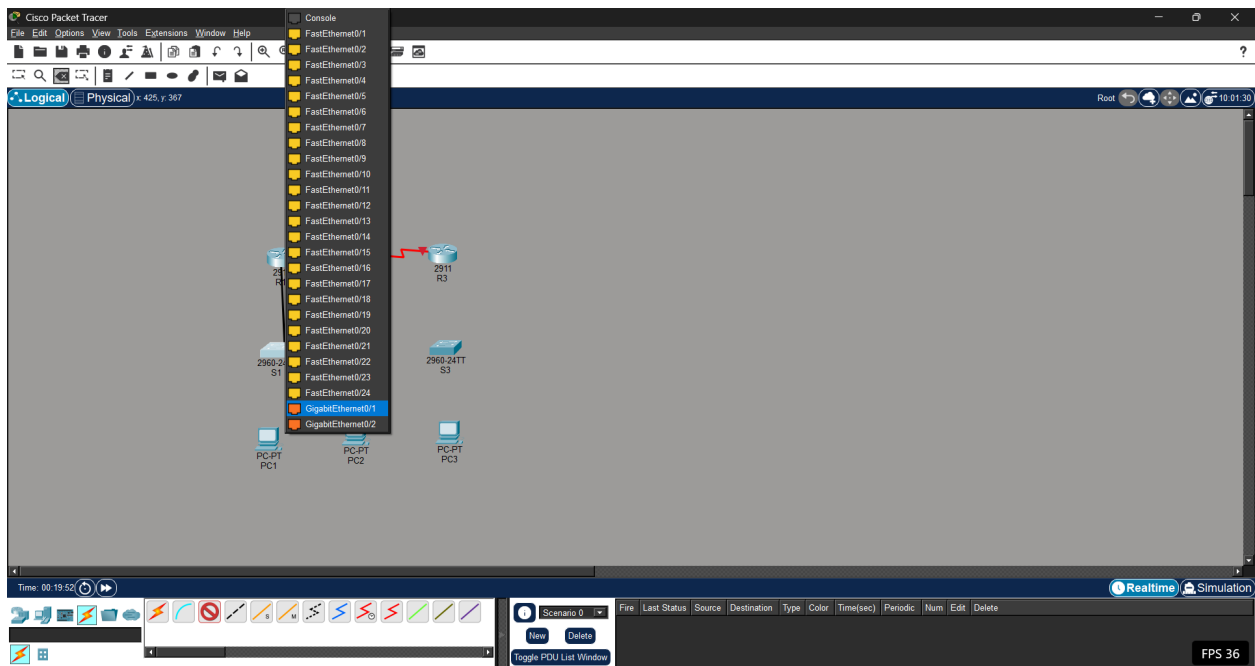 Cisco Packet Tracer
File Edit Options View Tools Extensions Window Help
?
Logical Physical x: 425, y: 367
Root 10:01:30
Console
FastEthernet0/1
FastEthernet0/2
FastEthernet0/3
FastEthernet0/4
FastEthernet0/5
FastEthernet0/6
FastEthernet0/7
FastEthernet0/8
FastEthernet0/9
FastEthernet0/10
FastEthernet0/11
FastEthernet0/12
FastEthernet0/13
FastEthernet0/14
FastEthernet0/15
FastEthernet0/16
FastEthernet0/17
FastEthernet0/18
FastEthernet0/19
FastEthernet0/20
FastEthernet0/21
FastEthernet0/22
FastEthernet0/23
FastEthernet0/24
GigabitEthernet0/1
GigabitEthernet0/2
2911
R3
S1
2960-24TT
S3
PC-PT
PC1
PC-PT
PC2
PC-PT
PC3
Time: 00:19:52
Realtime Simulation
Scenario 0
New Delete
Toggle PDU List Window
Fire Last Status Source Destination Type Color Time(sec) Periodic Num Edit Delete
FPS 36